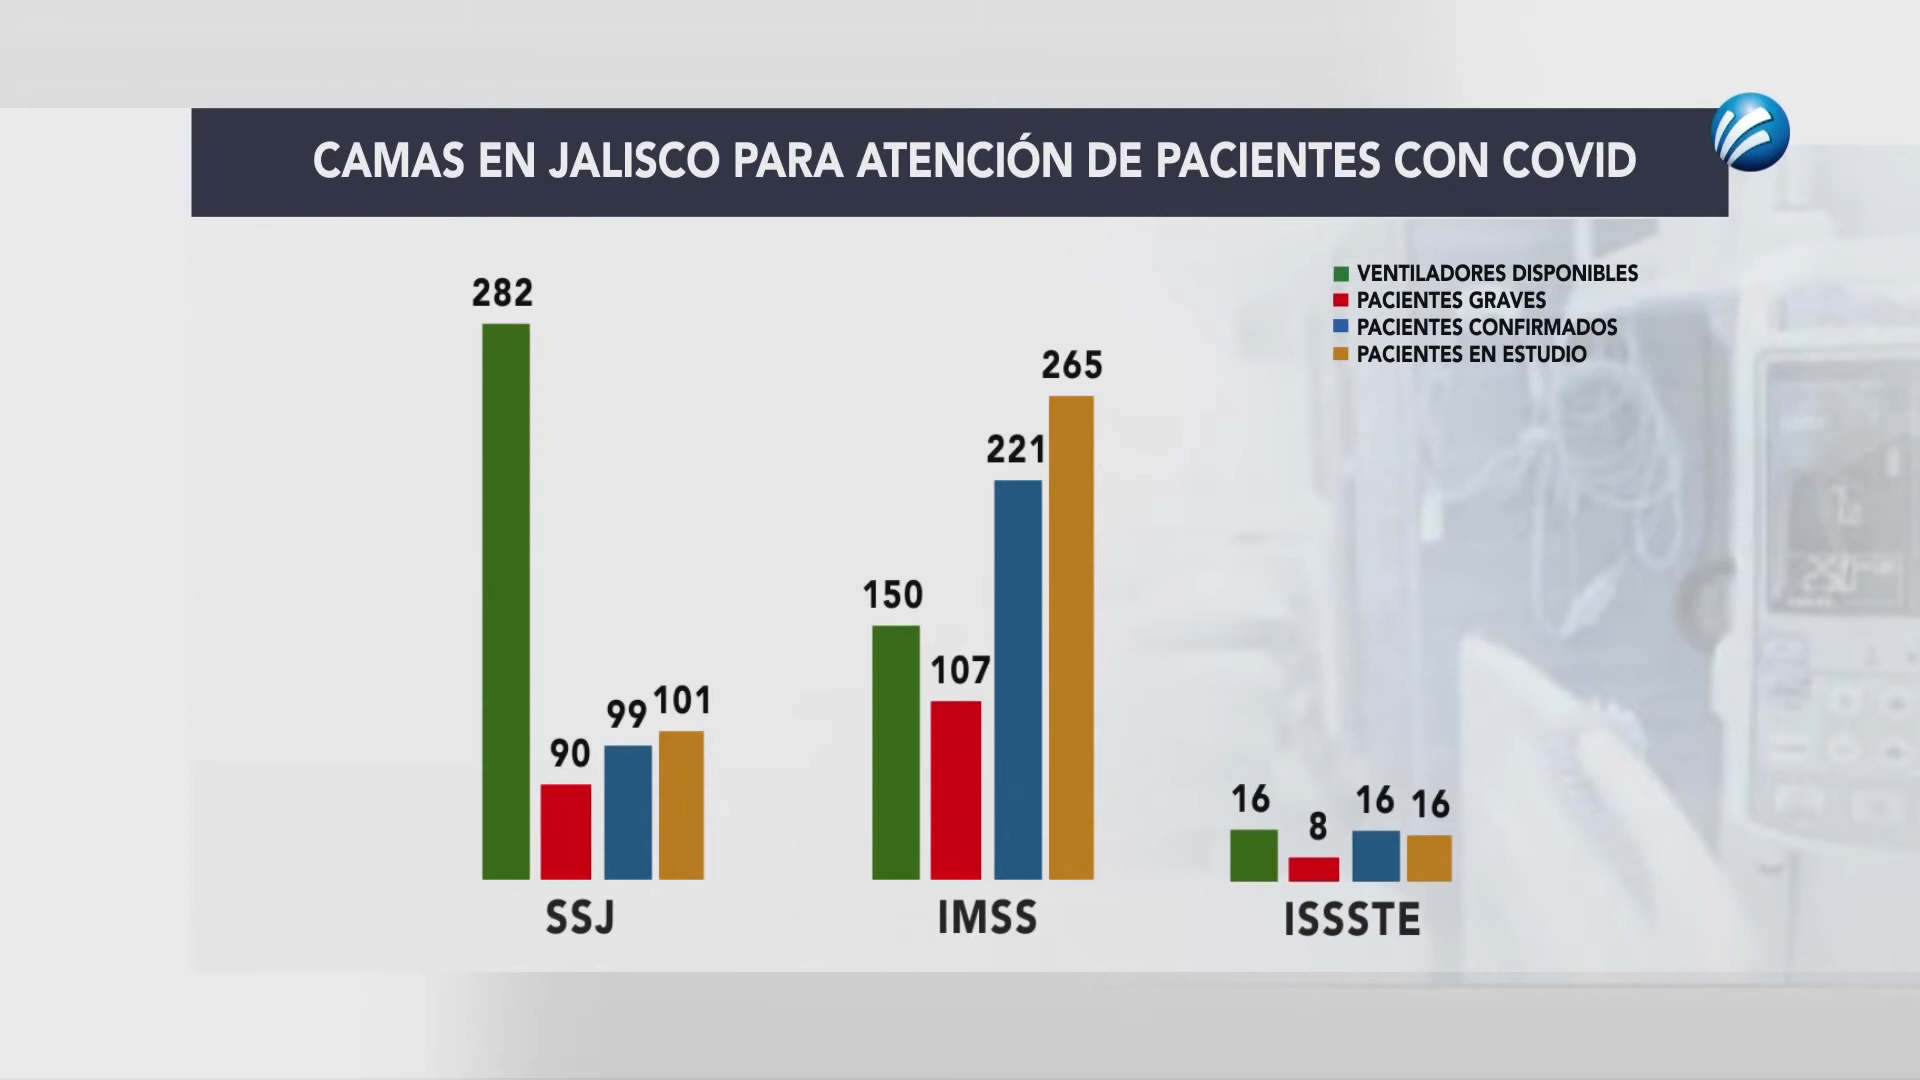 CAMAS EN JALISCO PARA ATENCIÓN DE PACIENTES CON COVID
VENTILADORES DISPONIBLES
PACIENTES GRAVES
PACIENTES CONFIRMADOS
PACIENTES EN ESTUDIO
282
90
99
101
SSJ
150
107
221
265
IMSS
16
8
16
16
ISSSTE